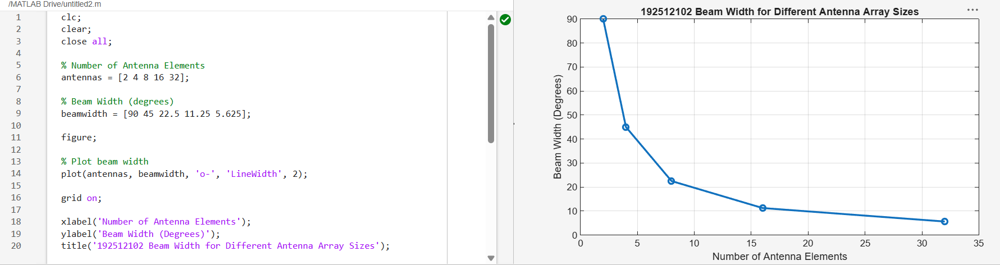 /MATLAB Drive/untitled2.m
1 clc;
2 clear;
3 close all;
4
5 % Number of Antenna Elements
6 antennas = [2 4 8 16 32];
7
8 % Beam Width (degrees)
9 beamwidth = [90 45 22.5 11.25 5.625];
10
11 figure;
12
13 % Plot beam width
14 plot(antennas, beamwidth, 'o-', 'LineWidth', 2);
15
16 grid on;
17
18 xlabel('Number of Antenna Elements');
19 ylabel('Beam Width (Degrees)');
20 title('192512102 Beam Width for Different Antenna Array Sizes');
192512102 Beam Width for Different Antenna Array Sizes
Beam Width (Degrees)
90
80
70
60
50
40
30
20
10
0
0 5 10 15 20 25 30 35
Number of Antenna Elements